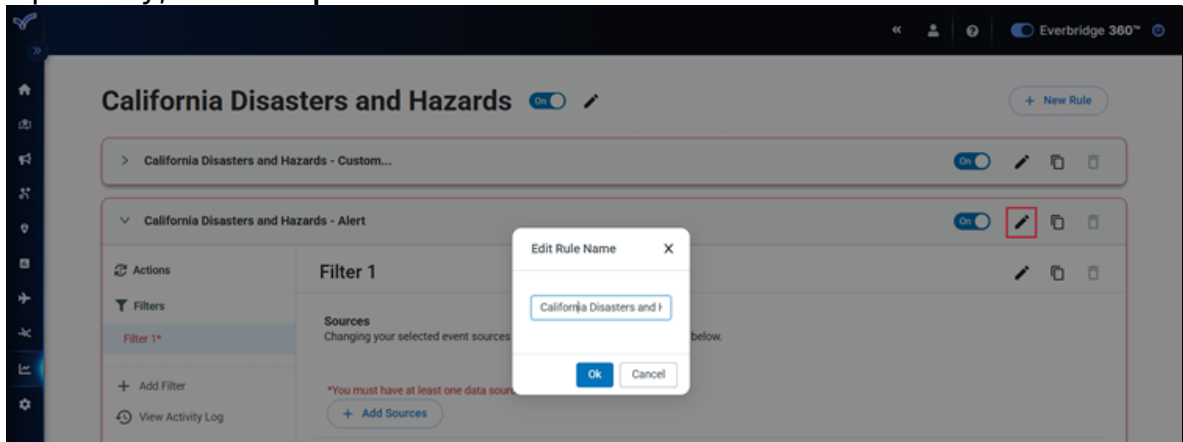 Everbridge 360™
California Disasters and Hazards On
+ New Rule
California Disasters and Hazards - Custom... On
California Disasters and Hazards - Alert On
Edit Rule Name X
Actions
Filter 1
California Disasters and H
Filters
Sources
Filter 1*
Changing your selected event sources below.
Ok Cancel
+ Add Filter
*You must have at least one data
+ Add Sources
View Activity Log